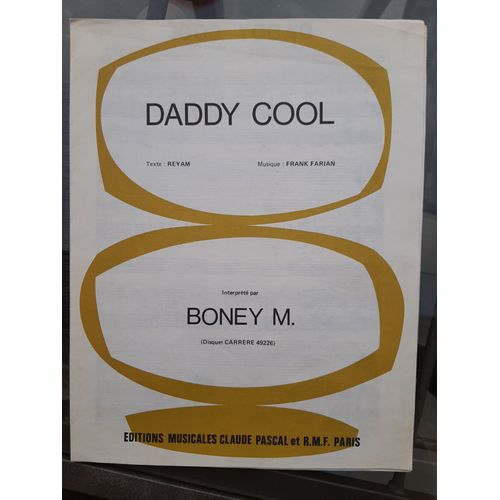 DADDY COOL
Texte : REYAM Musique : FRANK FARIAN
Interprété par
BONEY M.
(Disques CARRERE 49226)
EDITIONS MUSICALES CLAUDE PASCAL et R.M.F. PARIS